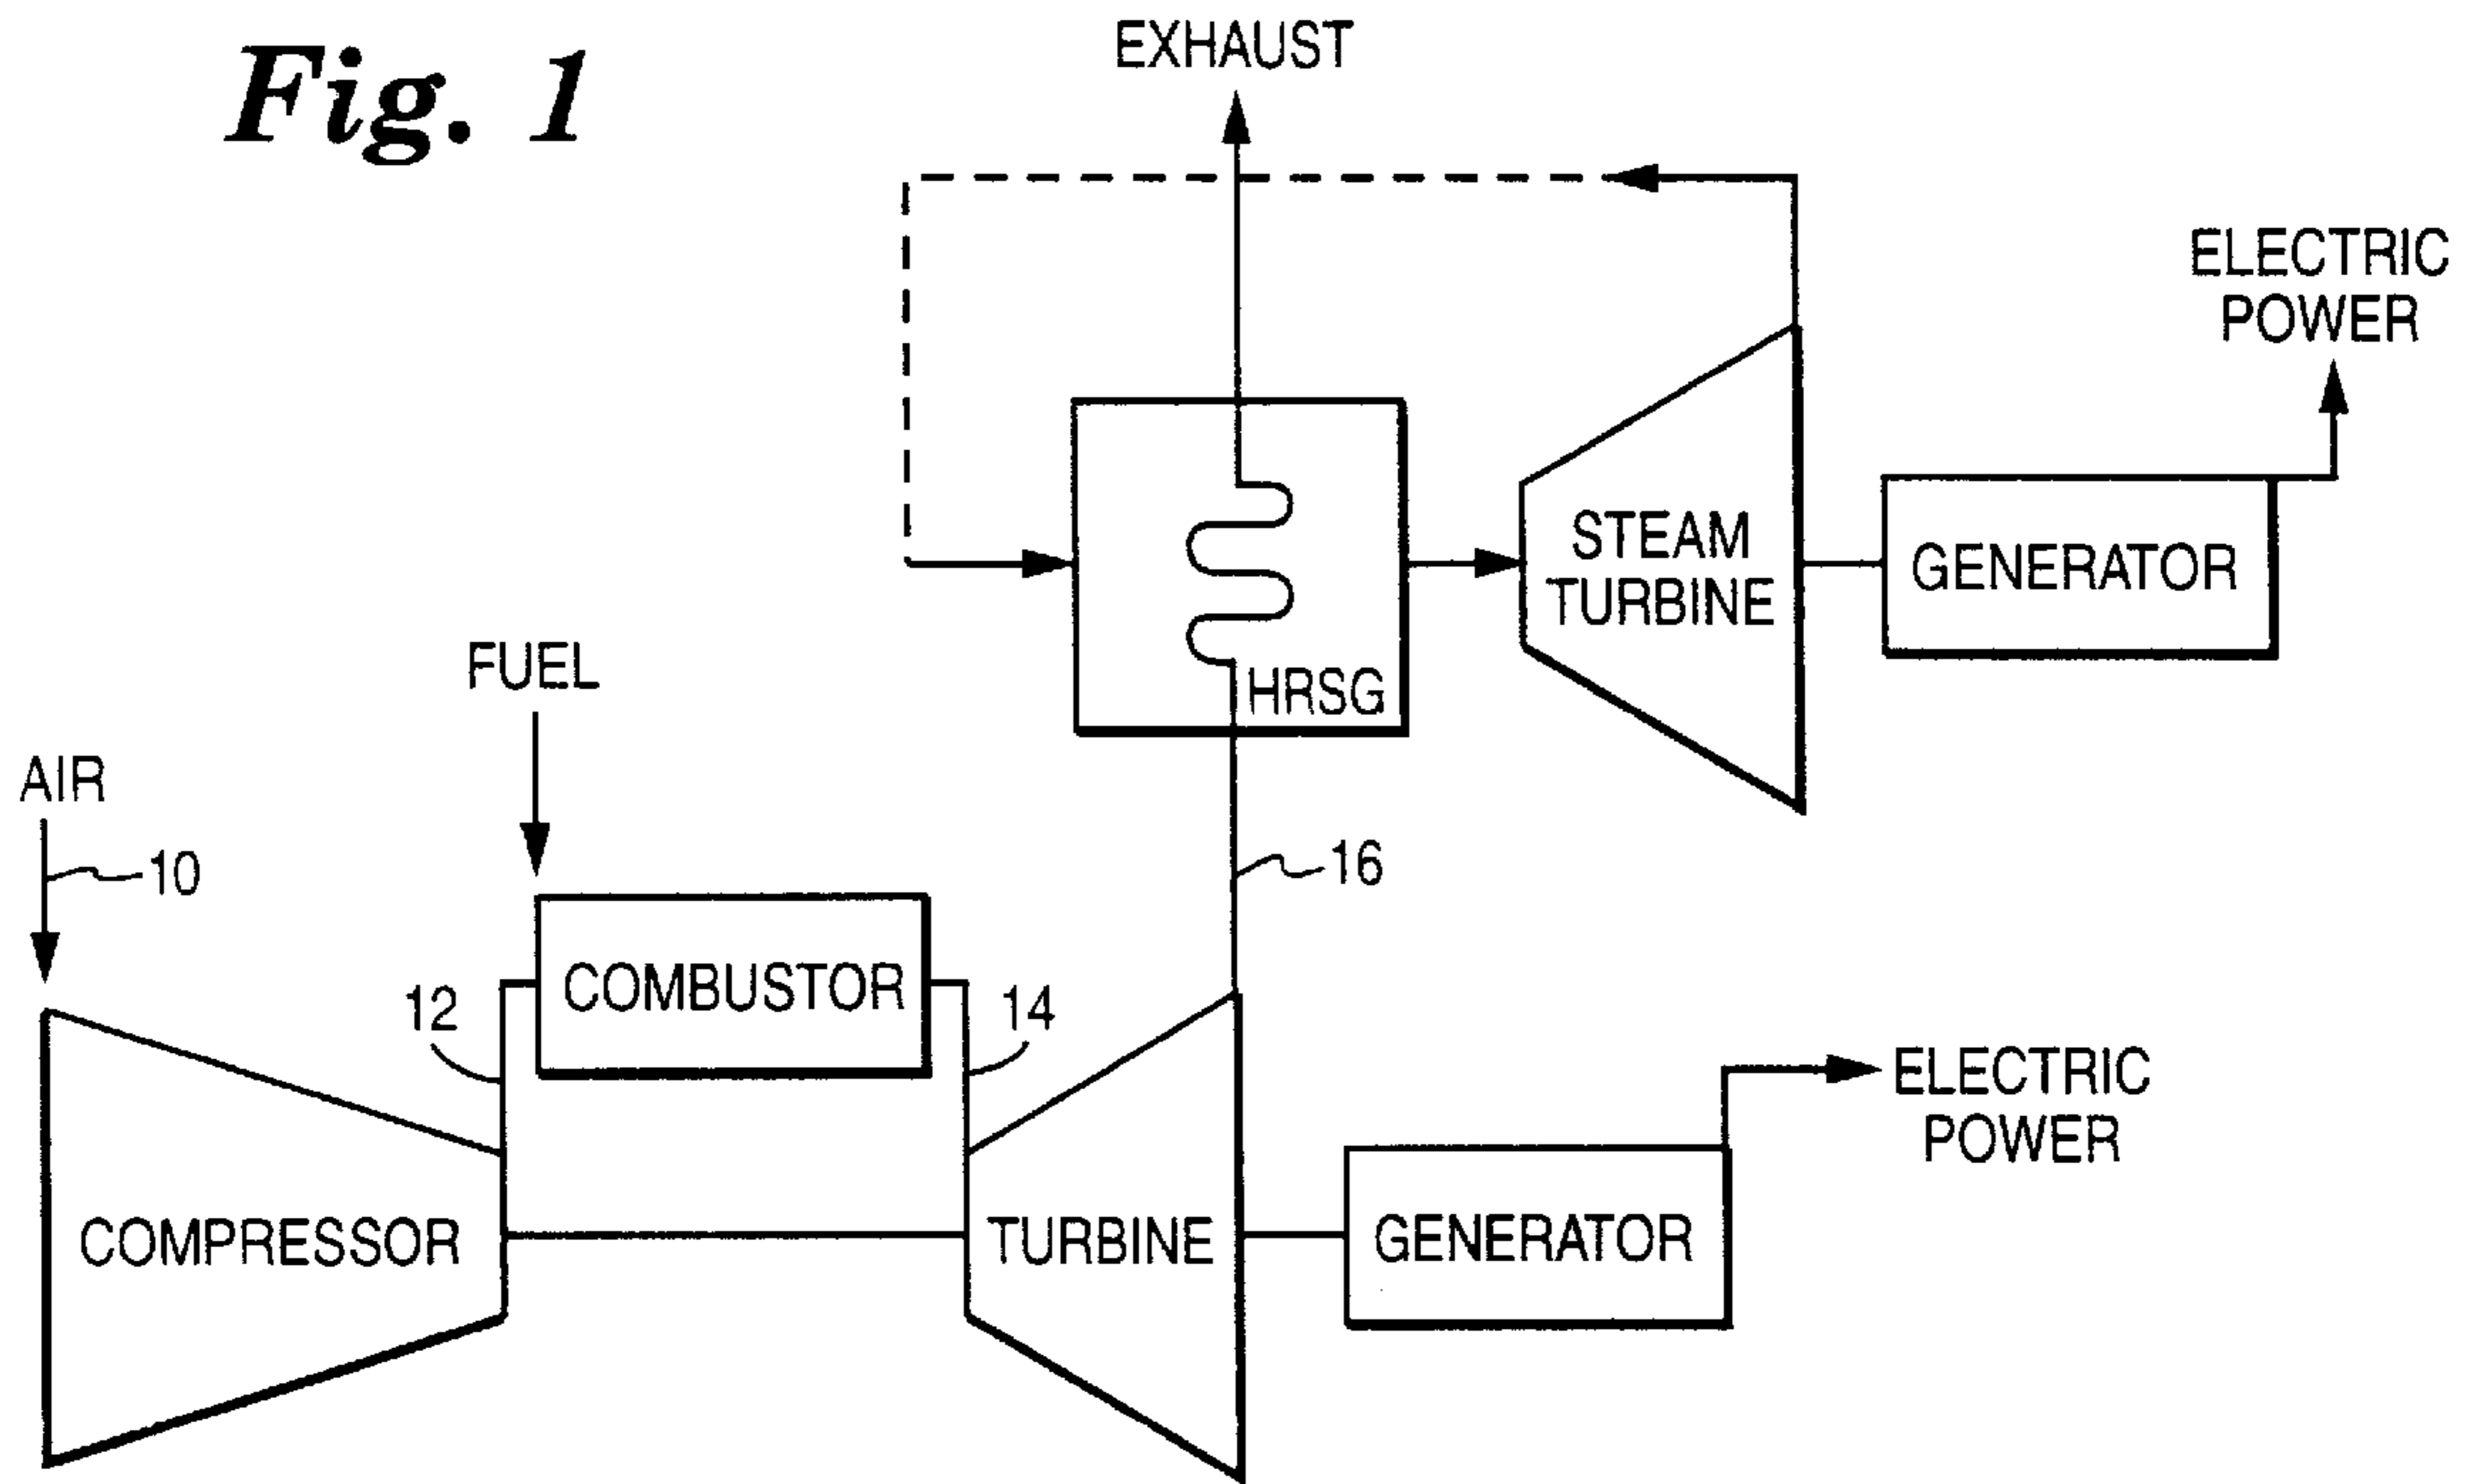 Fig. 1
EXHAUST
ELECTRIC
POWER
STEAM
TURBINE
GENERATOR
HRSG
FUEL
AIR
10
16
COMBUSTOR
12
14
ELECTRIC
POWER
COMPRESSOR
TURBINE
GENERATOR